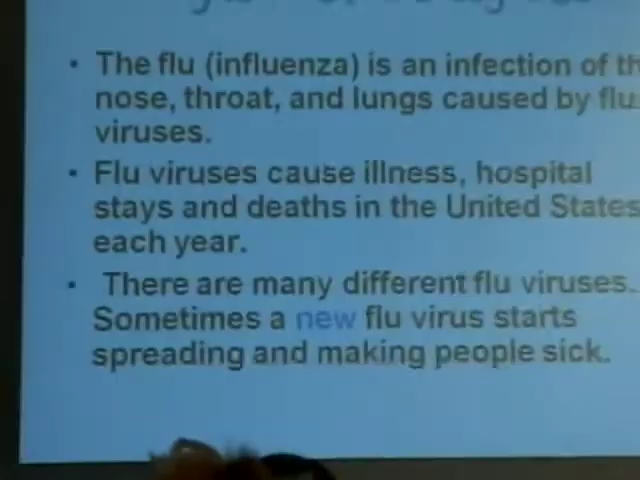 • The flu (influenza) is an infection of th
nose, throat, and lungs caused by flu
viruses.
• Flu viruses cause illness, hospital
stays and deaths in the United States
each year.
• There are many different flu viruses.
Sometimes a new flu virus starts
spreading and making people sick.